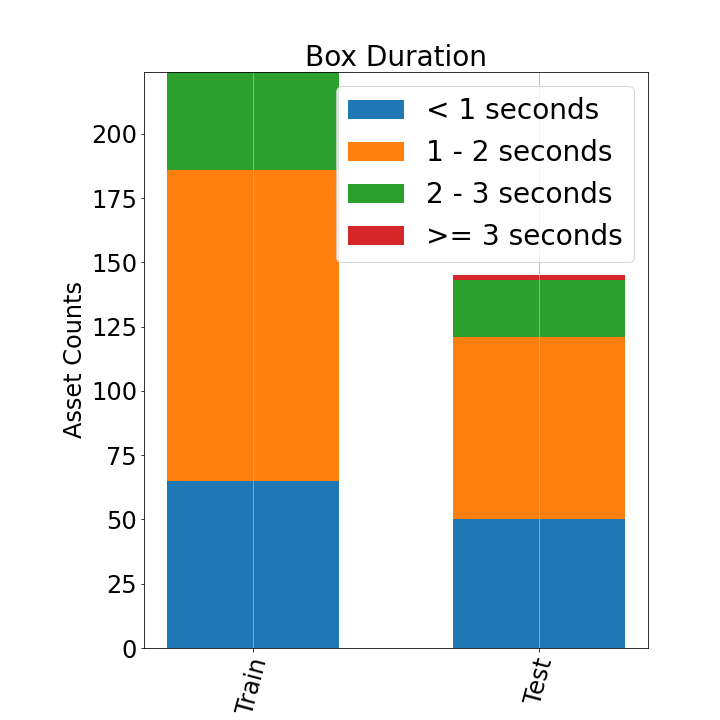 Box Duration
< 1 seconds
1 - 2 seconds
2 - 3 seconds
>= 3 seconds
Asset Counts
200
175
150
125
100
75
50
25
0
Train
Test